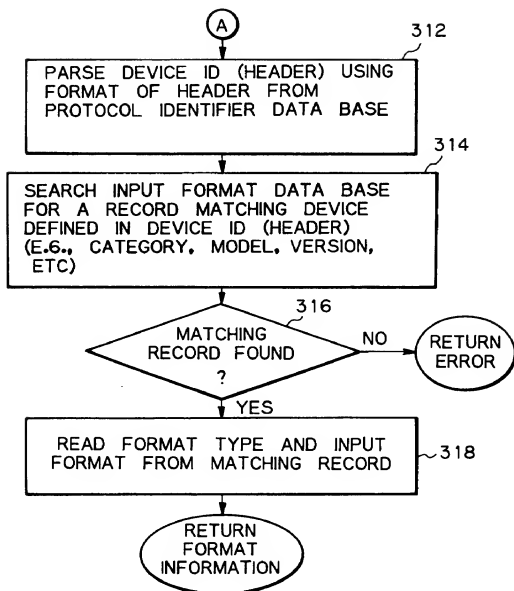 A
312
PARSE DEVICE ID (HEADER) USING
FORMAT OF HEADER FROM
PROTOCOL IDENTIFIER DATA BASE
314
SEARCH INPUT FORMAT DATA BASE
FOR A RECORD MATCHING DEVICE
DEFINED IN DEVICE ID (HEADER)
(E.6., CATEGORY, MODEL, VERSION,
ETC)
316
MATCHING
RECORD FOUND
?
NO
RETURN
ERROR
YES
READ FORMAT TYPE AND INPUT
FORMAT FROM MATCHING RECORD
318
RETURN
FORMAT
INFORMATION